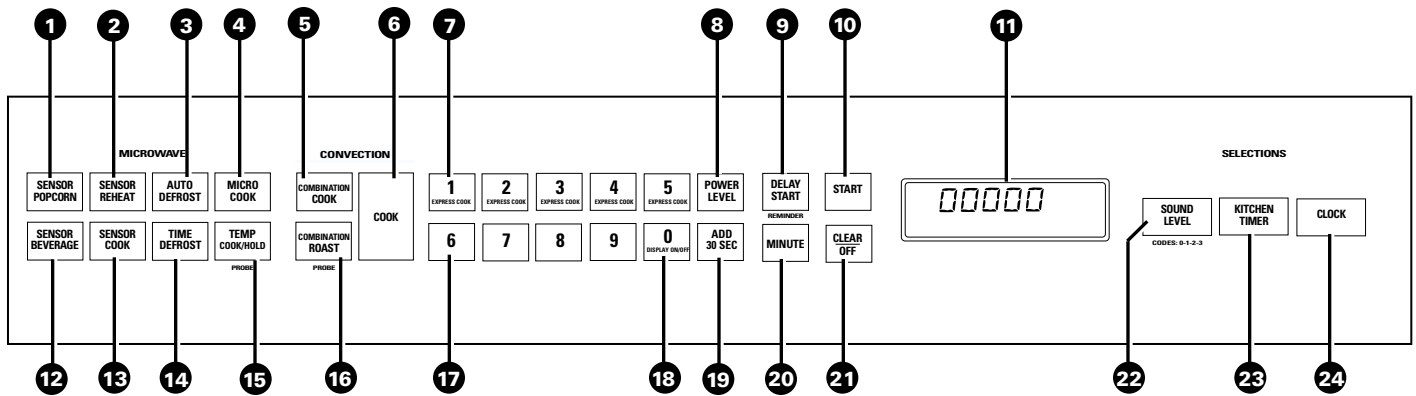 1 2 3 4 5 6 7 8 9 10 11
MICROWAVE CONVECTION SELECTIONS
SENSOR POPCORN
SENSOR REHEAT
AUTO DEFROST
MICRO COOK
COMBINATION COOK
COOK
1 EXPRESS COOK
2 EXPRESS COOK
3 EXPRESS COOK
4 EXPRESS COOK
5 EXPRESS COOK
POWER LEVEL
DELAY START
REMINDER
START
00000
SENSOR BEVERAGE
SENSOR COOK
TIME DEFROST
TEMP COOK/HOLD
PROBE
COMBINATION ROAST
PROBE
6
7
8
9
0 DISPLAY ON/OFF
ADD 30 SEC
MINUTE
CLEAR OFF
SOUND LEVEL
CODES: 0-1-2-3
KITCHEN TIMER
CLOCK
12 13 14 15 16 17 18 19 20 21 22 23 24